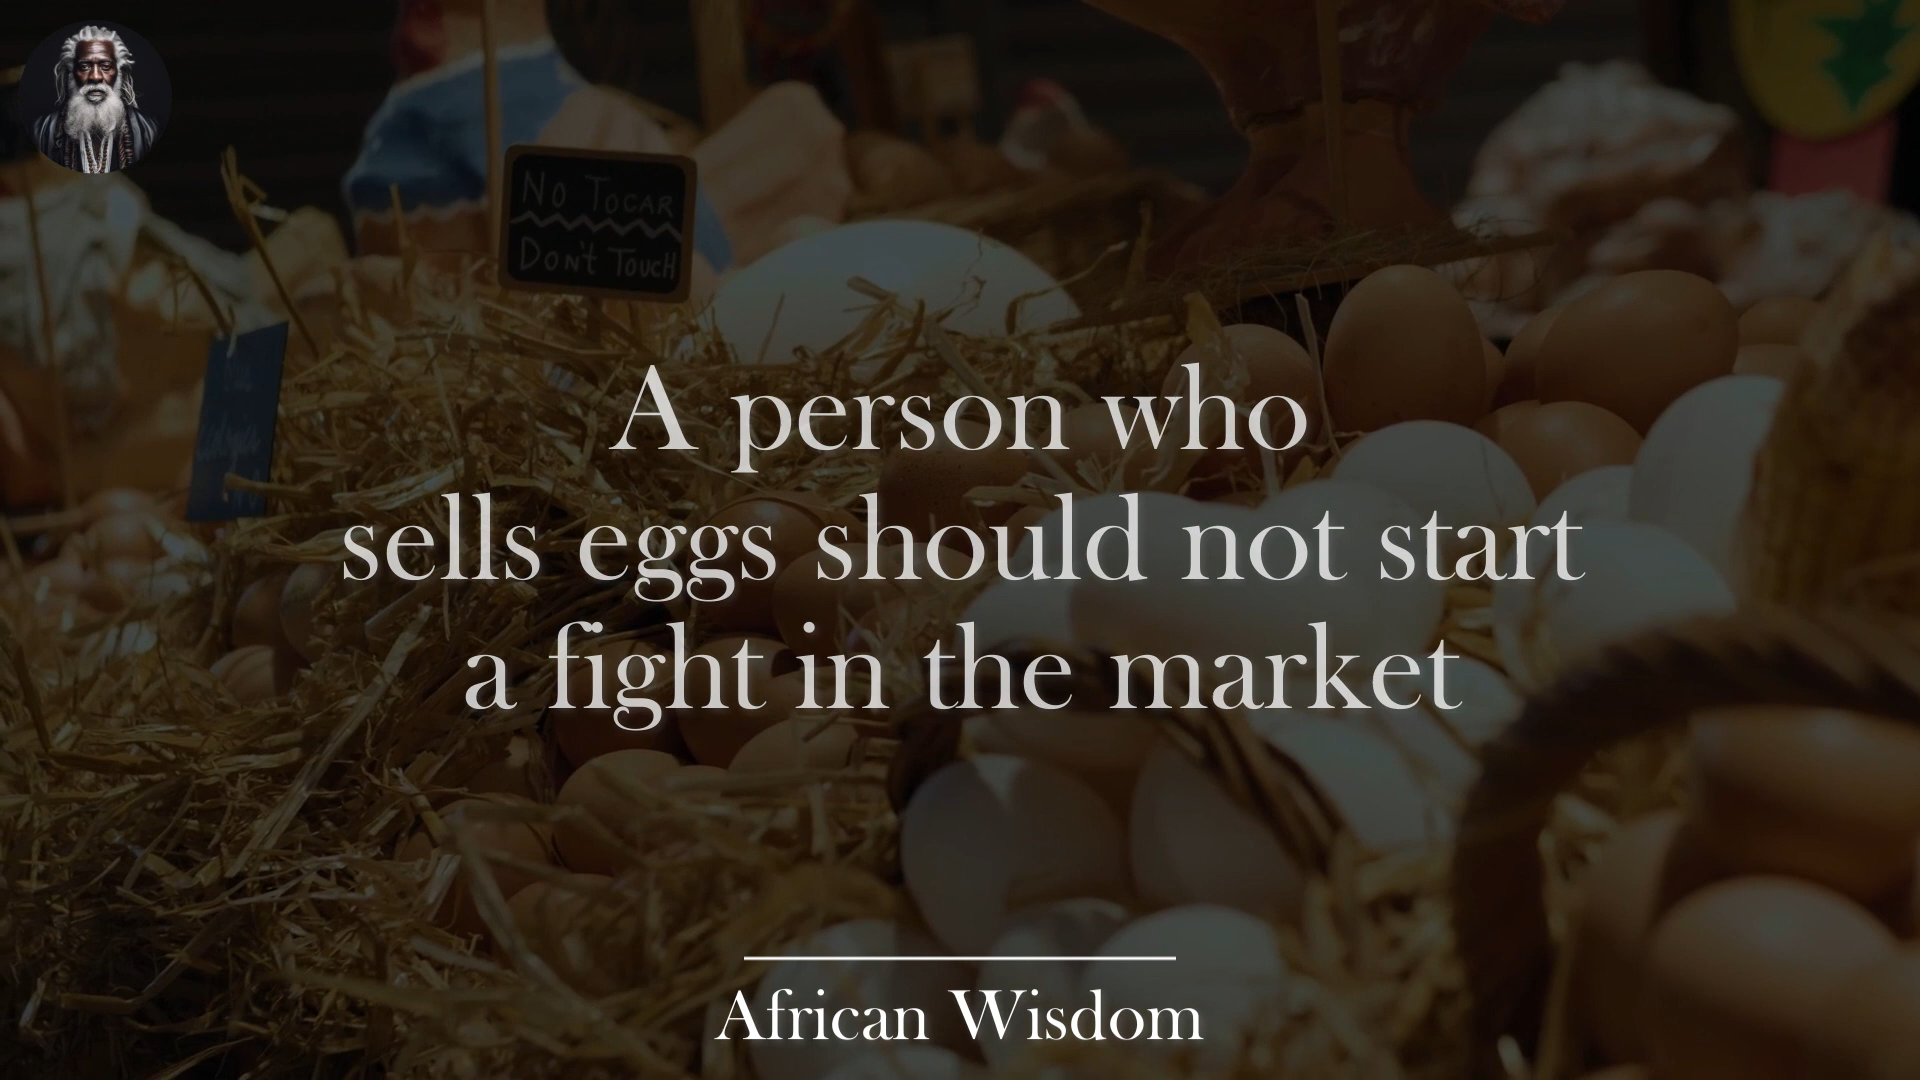 No Tocar
Don't Touch
A person who
sells eggs should not start
a fight in the market
African Wisdom